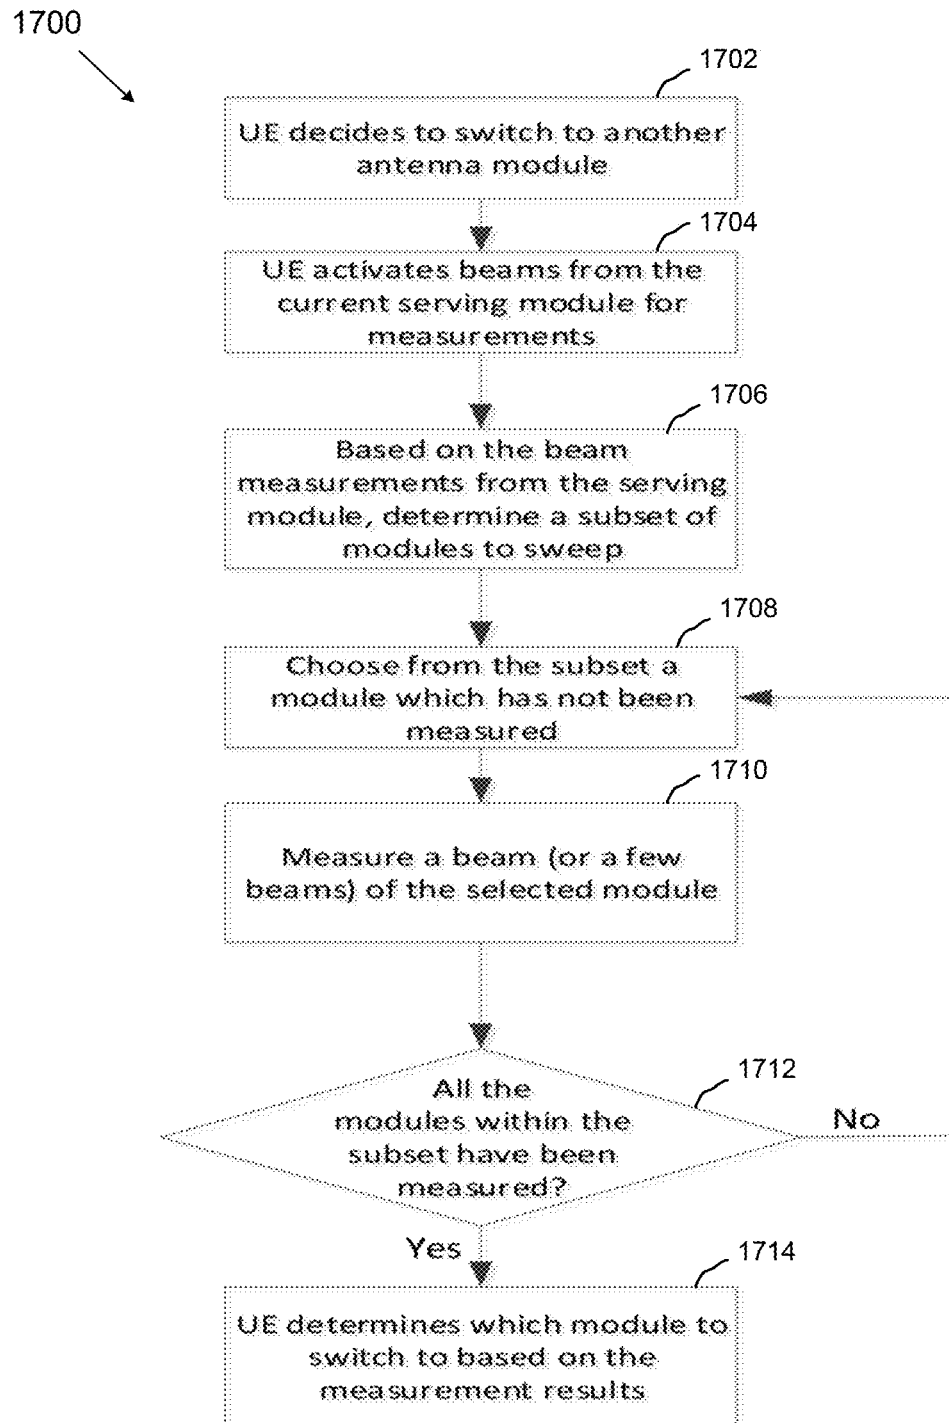 1700
1702
UE decides to switch to another
antenna module
1704
UE activates beams from the
current serving module for
measurements
1706
Based on the beam
measurements from the serving
module, determine a subset of
modules to sweep
1708
Choose from the subset a
module which has not been
measured
1710
Measure a beam (or a few
beams) of the selected module
1712
All the
modules within the
subset have been
measured?
No
Yes
1714
UE determines which module to
switch to based on the
measurement results